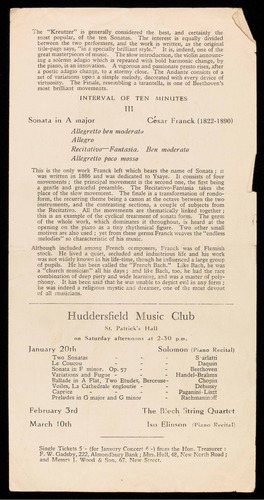 The "Kreutzer" is generally considered the best, and certainly the
most popular, of the ten Sonatas. The interest is equally divided
between the two performers, and the work is written, as the original
title-page says, "in a specially brilliant style." It is, indeed, one of the
great masterpieces of music. The slow introduction, the violin announc-
ing a solemn adagio which is repeated with bold harmonic change, by
the piano, is an innovation. A vigorous and passionate presto rises, after
a poetic adagio change, to a stormy close. The Andante consists of a
set of variations upon a simple melody, decorated with every device of
virtuosity. The Finale, resembling a tarantella, is one of Beethoven's
most brilliant movements.
INTERVAL OF TEN MINUTES
III
Sonata in A major César Franck (1822-1890)
Allegretto ben moderato
Allegro
Recitativo—Fantasia. Ben moderato
Allegretto poco mosso
This is the only work Franck left which bears the name of Sonata; it
was written in 1886 and was dedicated to Ysaye. It consists of four
movements; the principal movement is the second one, the first being
a gentle and graceful preamble. The Recitativo-Fantasia takes the
place of the slow movement. The finale is a transformation of rondo-
form, the recurring theme being a canon at the octave between the two
instruments, and the contrasting sections, a couple of subjects from
the Recitativo. All the movements are thematically linked together;
this is an example of the cyclical treatment of sonata form. The germ
of the whole work, which dominates it throughout, is heard at the
opening on the piano as a tiny rhythmical figure. Two other small
motives are also used; yet from these presa Franck weaves the "endless
melodies" so characteristic of his music.
Although included among French composers, Franck was of Flemish
stock. He lived a quiet, secluded and industrious life and his work
was not widely known in his life-time, though he influenced a large group
of pupils. He has been called the "French Bach." Like Bach, he was
a "church musician" all his days; and like Bach, too, he had the rare
combination of deep purity and wide learning, and was a master of poly-
phony. It has been said that he was unable to depict evil in any form;
he was indeed a religious mystic and dreamer, one of the most devout
of all musicians.
Huddersfield Music Club
St. Patrick's Hall
on Saturday afternoons at 2-30 p.m.
January 20th Solomon (Piano Recital)
Two Sonatas Scarlatti
Le Coucou Daquin
Sonata in F minor. Op. 57 Beethoven
Variations and Fugue Handel-Brahms
Ballade in A Flat, Two Etudes, Berceuse Chopin
Voiles, La Cathédrale engloutie Debussy
Caprice Paganini-Liszt
Preludes in G major and G minor Rachmaninoff
February 3rd The Blech String Quartet
March 10th Iso Elinson (Piano Recital)
Single Tickets 5/- (for January Concert 6/-) from the Hon. Treasurer:
F. W. Gadsby, 222, Almondbury Bank; Mrs. Hull, 68, New North Road;
and Messrs J. Wood & Son, 67, New Street.